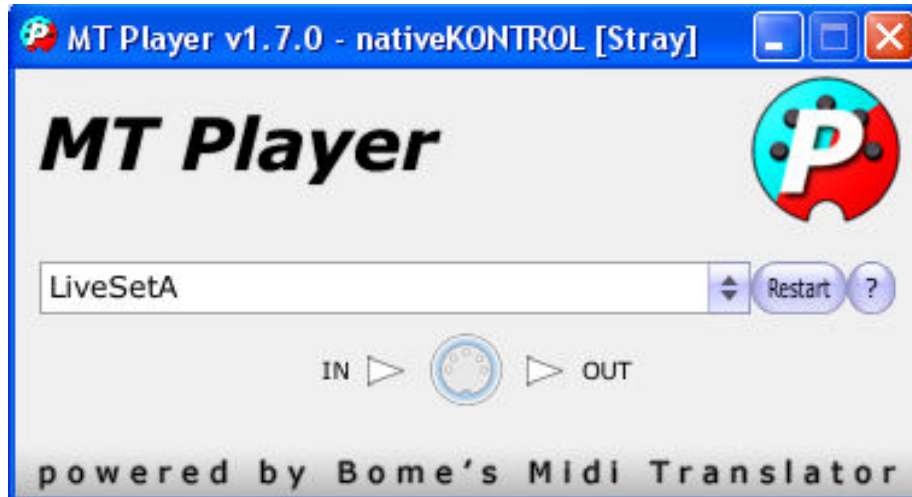 MT Player v1.7.0 - nativeKONTROL [Stray]
MT Player
P
LiveSetA Restart ?
IN OUT
powered by Bome's Midi Translator